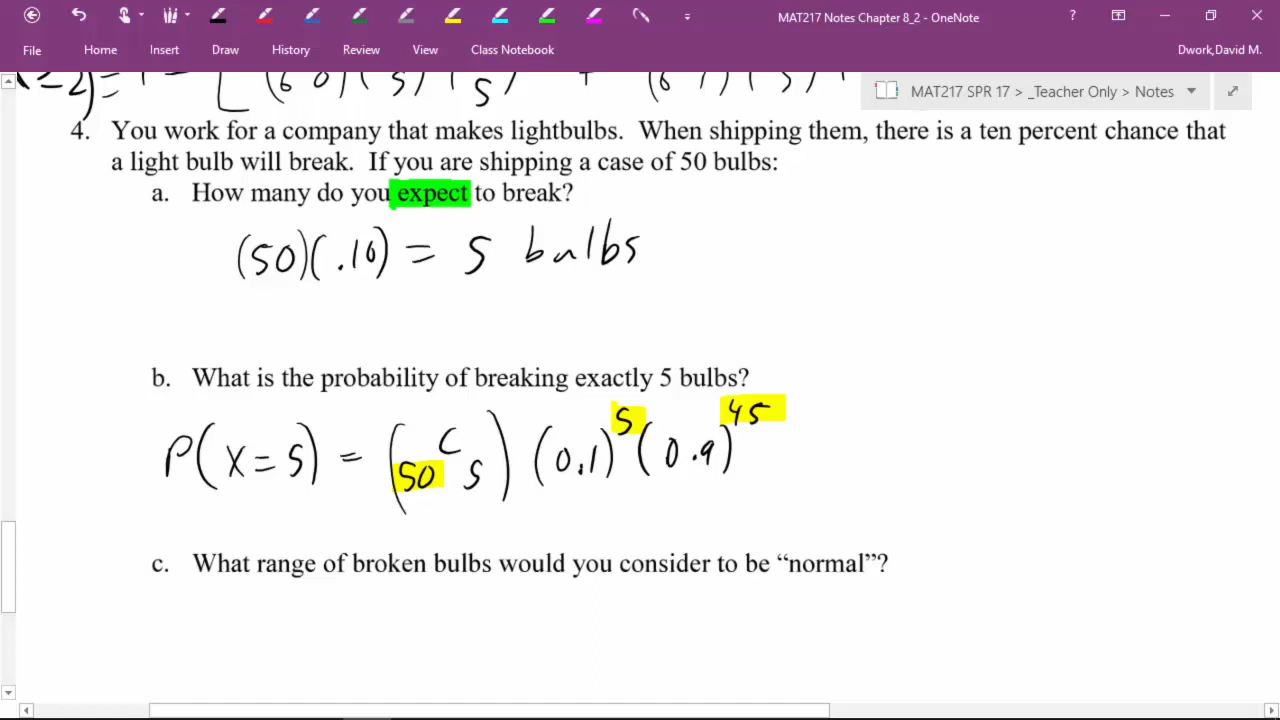 MAT217 Notes Chapter 8_2 - OneNote
?
File Home Insert Draw History Review View Class Notebook
Dwork,David M.
MAT217 SPR 17 > _Teacher Only > Notes
4. You work for a company that makes lightbulbs. When shipping them, there is a ten percent chance that
a light bulb will break. If you are shipping a case of 50 bulbs:
a. How many do you expect to break?
(50)(.10) = 5 bulbs
b. What is the probability of breaking exactly 5 bulbs?
P(X=5) = (50C5)(0.1)^5(0.9)^45
c. What range of broken bulbs would you consider to be “normal”?